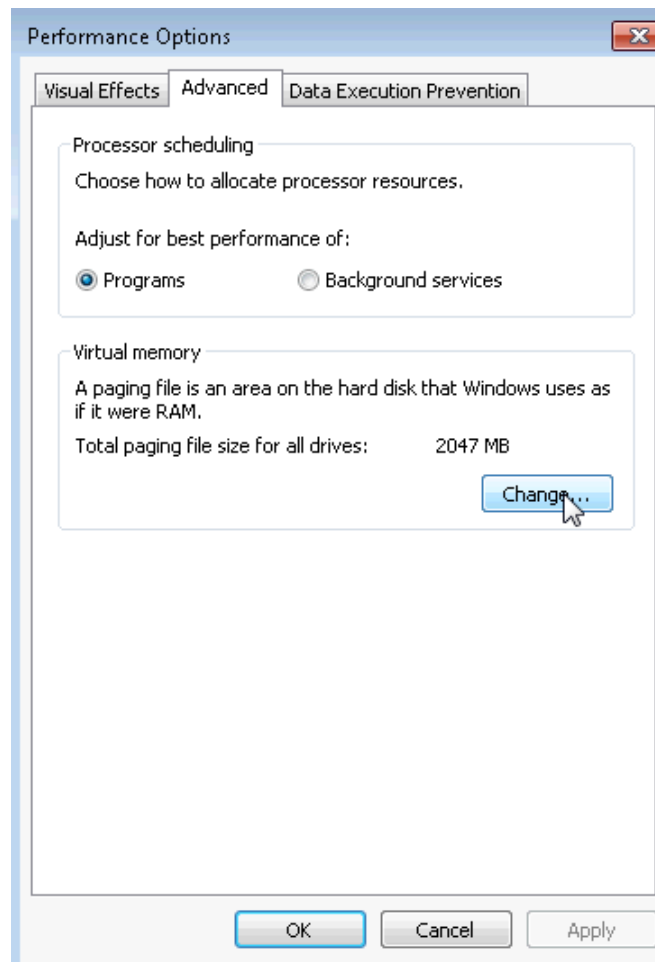 Performance Options
Visual Effects Advanced Data Execution Prevention
Processor scheduling
Choose how to allocate processor resources.
Adjust for best performance of:
Programs Background services
Virtual memory
A paging file is an area on the hard disk that Windows uses as
if it were RAM.
Total paging file size for all drives: 2047 MB
Change...
OK Cancel Apply